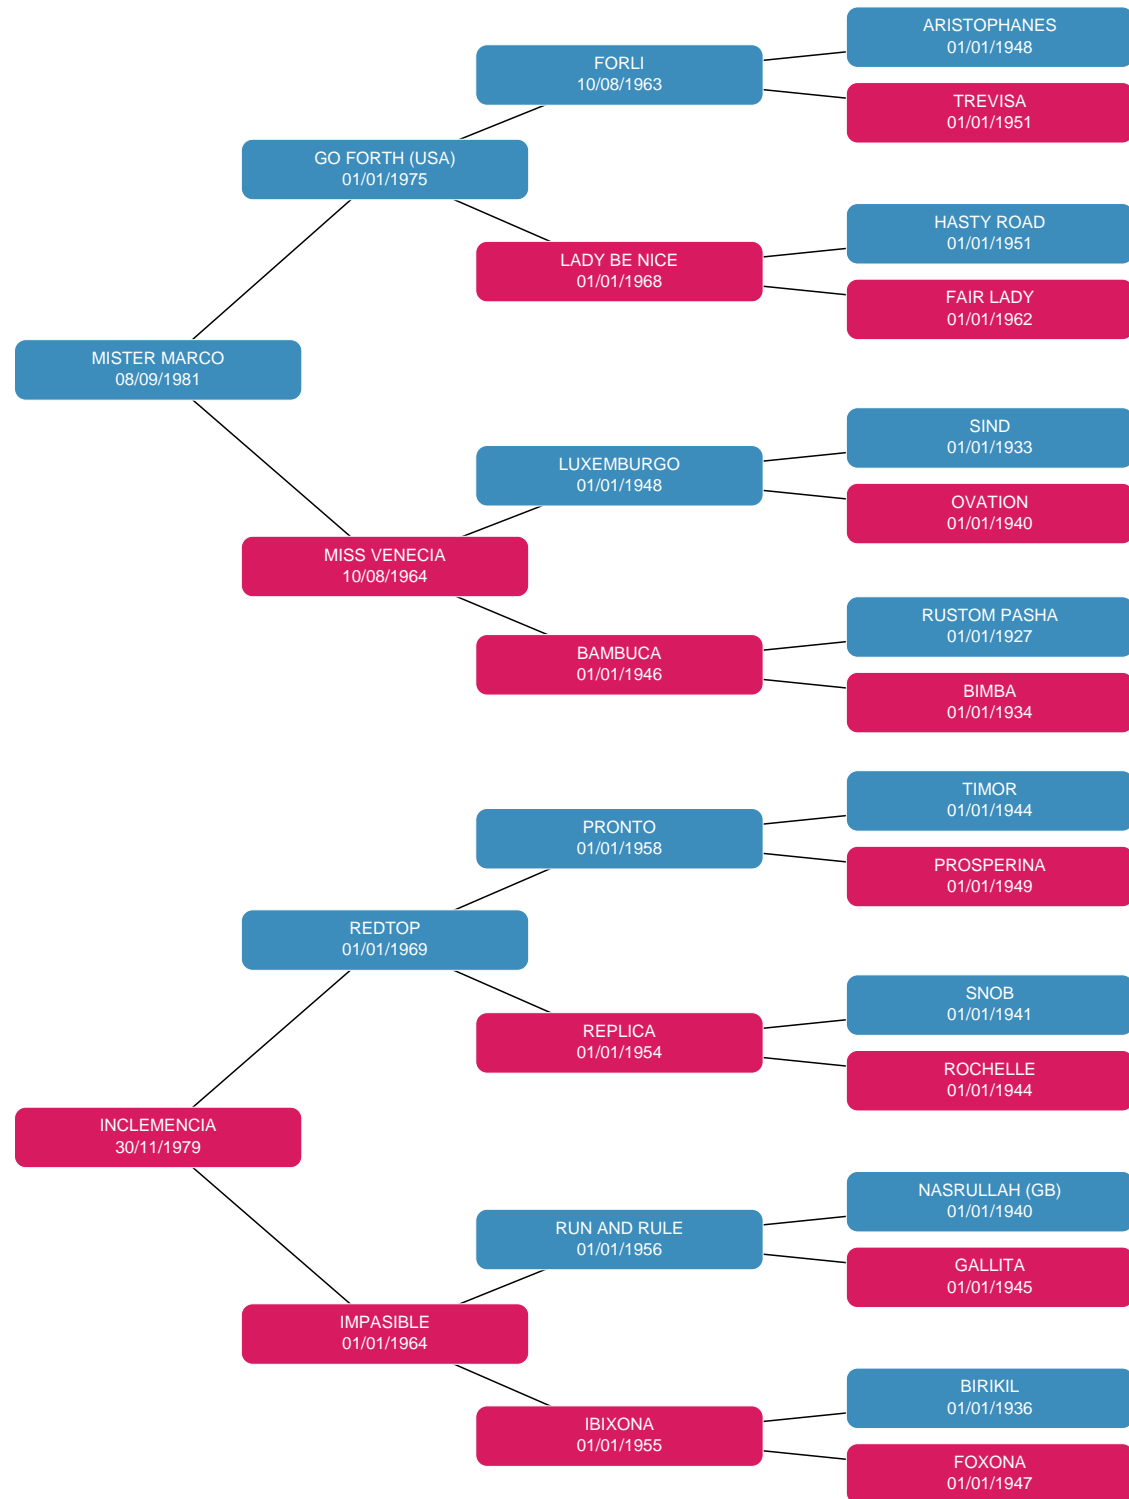 ARISTOPHANES
01/01/1948
FORLI
10/08/1963
TREVISA
01/01/1951
GO FORTH (USA)
01/01/1975
HASTY ROAD
01/01/1951
LADY BE NICE
01/01/1968
FAIR LADY
01/01/1962
MISTER MARCO
08/09/1981
SIND
01/01/1933
LUXEMBURGO
01/01/1948
OVATION
01/01/1940
MISS VENECIA
10/08/1964
RUSTOM PASHA
01/01/1927
BAMBUCA
01/01/1946
BIMBA
01/01/1934
TIMOR
01/01/1944
PRONTO
01/01/1958
PROSPERINA
01/01/1949
REDTOP
01/01/1969
SNOB
01/01/1941
REPLICA
01/01/1954
ROCHELLE
01/01/1944
INCLEMENCIA
30/11/1979
NASRULLAH (GB)
01/01/1940
RUN AND RULE
01/01/1956
GALLITA
01/01/1945
IMPASIBLE
01/01/1964
BIRIKIL
01/01/1936
IBIXONA
01/01/1955
FOXONA
01/01/1947